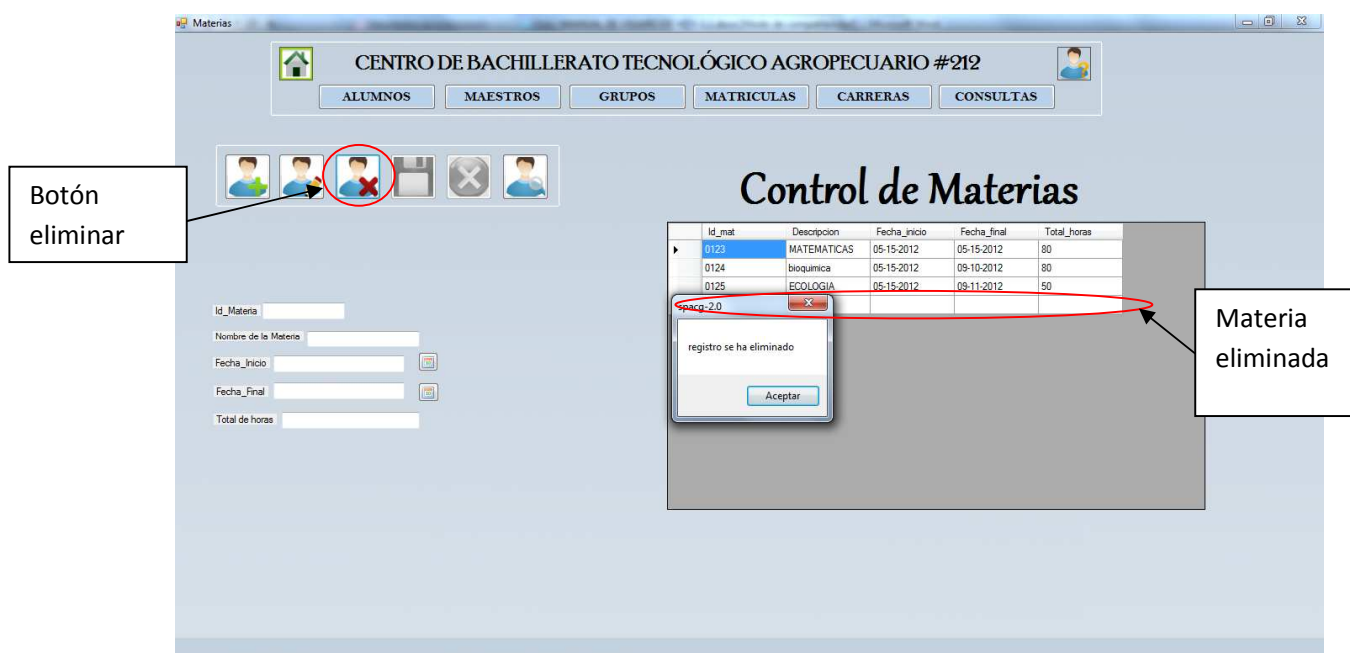 Materias
CENTRO DE BACHILLERATO TECNOLÓGICO AGROPECUARIO #212
ALUMNOS MAESTROS GRUPOS MATRICULAS CARRERAS CONSULTAS
Botón
eliminar
Control de Materias
Id_mat Descripcion Fecha_inicio Fecha_final Total_horas
0123 MATEMATICAS 05-15-2012 05-15-2012 80
0124 bioquimica 05-15-2012 09-10-2012 80
0125 ECOLOGIA 05-15-2012 09-11-2012 50
spacg-2.0
registro se ha eliminado
Aceptar
Materia
eliminada
Id_Materia
Nombre de la Materia
Fecha_Inicio
Fecha_Final
Total de horas